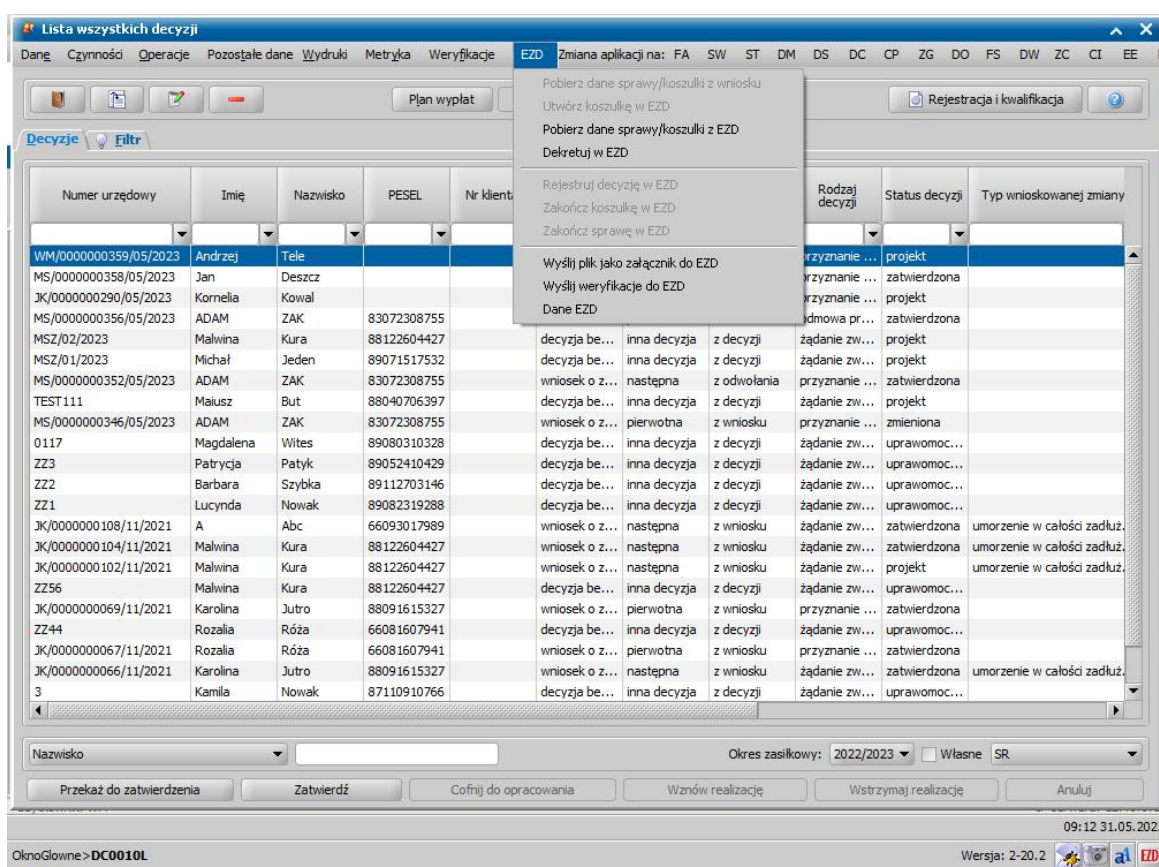 Lista wszystkich decyzji
Dane Czynności Operacje Pozostałe dane Wydruki Metryka Weryfikacje EZD Zmiana aplikacji na: FA SW ST DM DS DC CP ZG DO FS DW ZC CI EE
Plan wypłat Rejestracja i kwalifikacja
Pobierz dane sprawy/koszulki z wniosku
Utwórz koszulkę w EZD
Pobierz dane sprawy/koszulki z EZD
Dekretuj w EZD
Rejestruj decyzję w EZD
Zakończ koszulkę w EZD
Zakończ sprawę w EZD
Wyślij plik jako załącznik do EZD
Wyślij weryfikacje do EZD
Dane EZD
Decyzje Filtr
Numer urzędowy Imię Nazwisko PESEL Nr klienta Rodzaj decyzji Status decyzji Typ wnioskowanej zmiany
WM/0000000359/05/2023 Andrzej Tele przyznanie ... projekt
MS/0000000358/05/2023 Jan Deszcz przyznanie ... zatwierdzona
JK/0000000290/05/2023 Kornelia Kowal przyznanie ... projekt
MS/0000000356/05/2023 ADAM ZAK 83072308755 odmowa pr... zatwierdzona
MSZ/02/2023 Malwina Kura 88122604427 decyzja be... inna decyzja z decyzji żądanie zw... projekt
MSZ/01/2023 Michał Jeden 89071517532 decyzja be... inna decyzja z decyzji żądanie zw... projekt
MS/0000000352/05/2023 ADAM ZAK 83072308755 wniosek o z... następna z odwołania przyznanie ... zatwierdzona
TEST111 Maiusz But 88040706397 decyzja be... inna decyzja z decyzji żądanie zw... projekt
MS/0000000346/05/2023 ADAM ZAK 83072308755 wniosek o z... pierwotna z wniosku przyznanie ... zmieniona
0117 Magdalena Wites 89080310328 decyzja be... inna decyzja z decyzji żądanie zw... uprawomoc...
ZZ3 Patrycja Patyk 89052410429 decyzja be... inna decyzja z decyzji żądanie zw... uprawomoc...
ZZ2 Barbara Szybka 89112703146 decyzja be... inna decyzja z decyzji żądanie zw... uprawomoc...
ZZ1 Lucynda Nowak 89082319288 decyzja be... inna decyzja z decyzji żądanie zw... uprawomoc...
JK/0000000108/11/2021 A Abc 66093017989 wniosek o z... następna z wniosku żądanie zw... zatwierdzona umorzenie w całości zadłuż.
JK/0000000104/11/2021 Malwina Kura 88122604427 wniosek o z... następna z wniosku żądanie zw... zatwierdzona umorzenie w całości zadłuż.
JK/0000000102/11/2021 Malwina Kura 88122604427 wniosek o z... następna z wniosku żądanie zw... projekt umorzenie w całości zadłuż.
ZZ56 Malwina Kura 88122604427 decyzja be... inna decyzja z decyzji żądanie zw... uprawomoc...
JK/0000000069/11/2021 Karolina Jutro 88091615327 wniosek o z... pierwotna z wniosku przyznanie ... zatwierdzona
ZZ44 Rozalia Róża 66081607941 decyzja be... inna decyzja z decyzji żądanie zw... uprawomoc...
JK/0000000067/11/2021 Rozalia Róża 66081607941 wniosek o z... pierwotna z wniosku przyznanie ... zatwierdzona
JK/0000000066/11/2021 Karolina Jutro 88091615327 wniosek o z... następna z wniosku żądanie zw... zatwierdzona umorzenie w całości zadłuż.
3 Kamila Nowak 87110910766 decyzja be... inna decyzja z decyzji żądanie zw... uprawomoc...
Nazwisko Okres zasiłkowy: 2022/2023 Własne SR
Przekaż do zatwierdzenia Zatwierdź Cofnij do opracowania Wznów realizację Wstrzymaj realizację Anuluj
09:12 31.05.202
OknoGlowne>DC0010L Wersja: 2-20.2 EZD